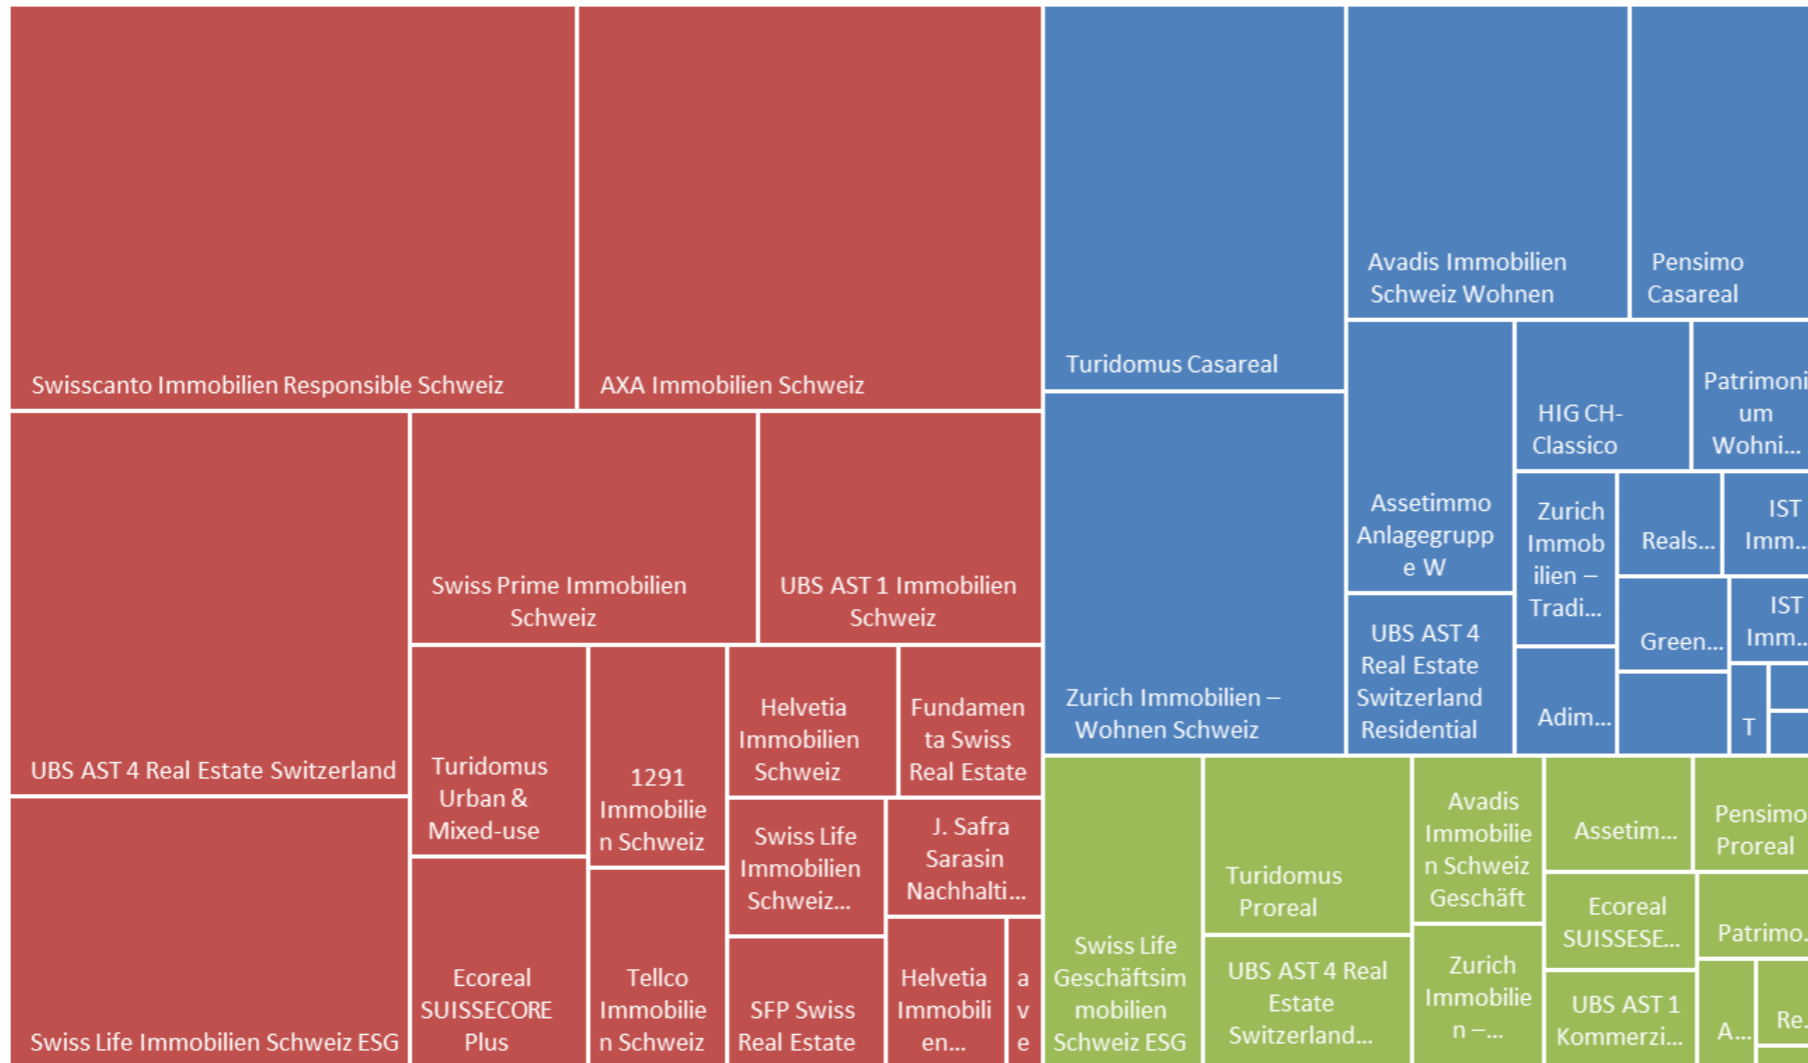 Swisscanto Immobilien Responsible Schweiz
AXA Immobilien Schweiz
UBS AST 4 Real Estate Switzerland
Swiss Prime Immobilien
Schweiz
UBS AST 1 Immobilien
Schweiz
Swiss Life Immobilien Schweiz ESG
Turidomus
Urban &
Mixed-use
1291
Immobilie
n Schweiz
Helvetia
Immobilien
Schweiz
Fundamen
ta Swiss
Real Estate
Ecoreal
SUISSECORE
Plus
Tellco
Immobilie
n Schweiz
Swiss Life
Immobilien
Schweiz...
J. Safra
Sarasin
Nachhalti...
SFP Swiss
Real Estate
Helvetia
Immobili
en...
a
v
e
Turidomus Casareal
Avadis Immobilien
Schweiz Wohnen
Pensimo
Casareal
Zurich Immobilien –
Wohnen Schweiz
Assetimmo
Anlagegrupp
e W
HIG CH-
Classico
Patrimoni
um
Wohni...
UBS AST 4
Real Estate
Switzerland
Residential
Zurich
Immob
ilien –
Tradi...
Reals...
IST
Imm...
Adim...
Green...
IST
Imm...
T
Swiss Life
Geschäftsim
mobilien
Schweiz ESG
Turidomus
Proreal
UBS AST 4 Real
Estate
Switzerland...
Avadis
Immobilie
n Schweiz
Geschäft
Zurich
Immobilie
n –...
Assetim...
Pensimo
Proreal
Ecoreal
SUISSESE...
Patrimo.
UBS AST 1
Kommerzi...
A...
Re.